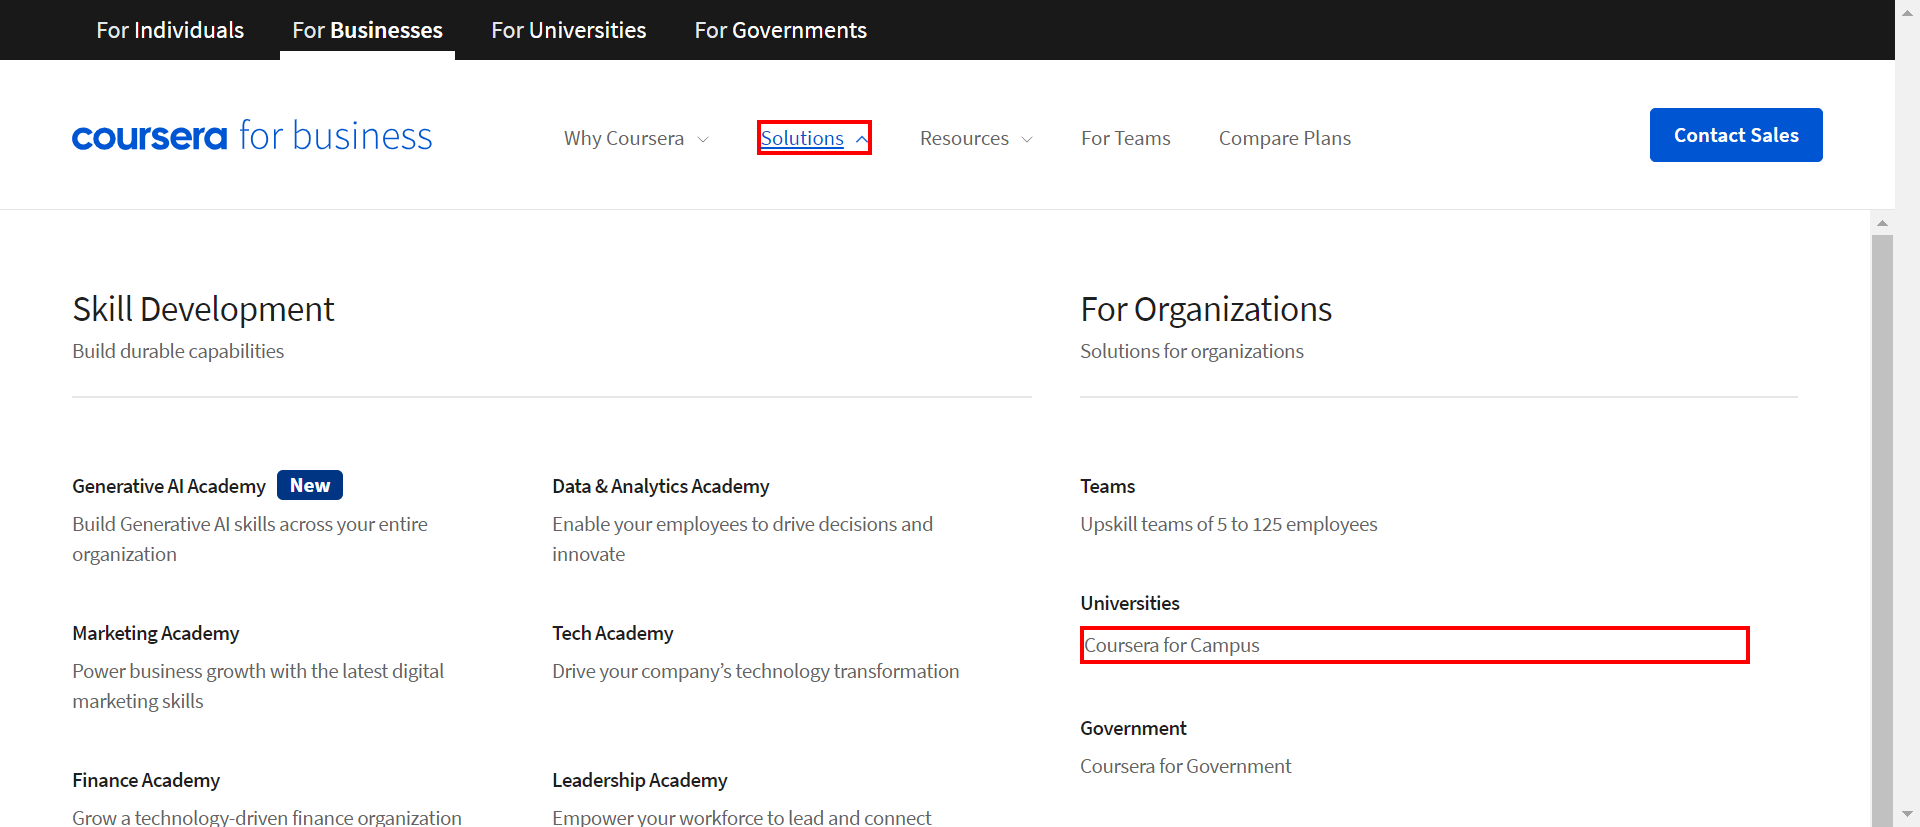 For Individuals
For Businesses
For Universities
For Governments
coursera for business
Why Coursera
Solutions
Resources
For Teams
Compare Plans
Contact Sales
Skill Development
Build durable capabilities
For Organizations
Solutions for organizations
Generative AI Academy New
Build Generative AI skills across your entire
organization
Data & Analytics Academy
Enable your employees to drive decisions and
innovate
Teams
Upskill teams of 5 to 125 employees
Universities
Coursera for Campus
Marketing Academy
Power business growth with the latest digital
marketing skills
Tech Academy
Drive your company’s technology transformation
Government
Coursera for Government
Finance Academy
Grow a technology-driven finance organization
Leadership Academy
Empower your workforce to lead and connect